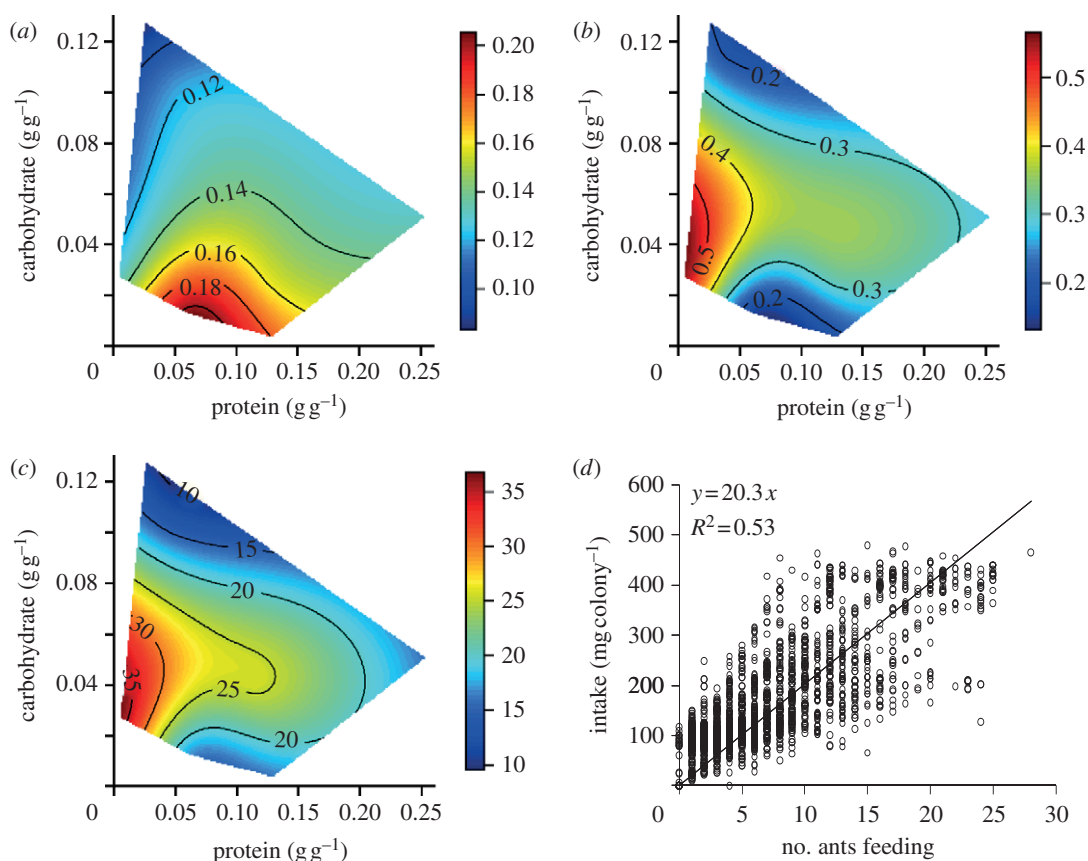 (a)
0.12
0.08
0.04
0
carbohydrate (g g–1)
0.05 0.10 0.15 0.20 0.25
protein (g g–1)
0.12
0.14
0.16
0.18
0.20
0.18
0.16
0.14
0.12
0.10
(b)
0.12
0.08
0.04
0
carbohydrate (g g–1)
0.05 0.10 0.15 0.20 0.25
protein (g g–1)
0.2
0.3
0.4
0.5
0.2
0.3
0.5
0.4
0.3
0.2
(c)
0.12
0.08
0.04
0
carbohydrate (g g–1)
0.05 0.10 0.15 0.20 0.25
protein (g g–1)
10
15
20
30
35
25
20
35
30
25
20
15
10
(d)
y=20.3x
R2=0.53
600
500
400
300
200
100
0
intake (mg colony–1)
5 10 15 20 25 30
no. ants feeding